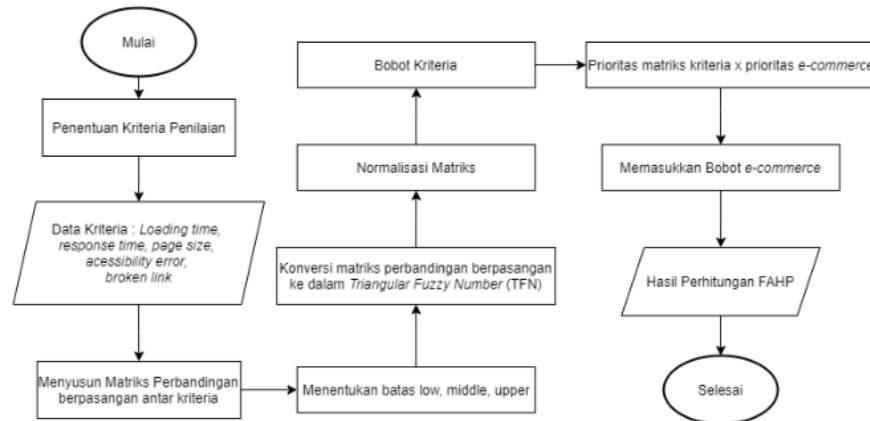 Mulai
Penentuan Kriteria Penilaian
Data Kriteria : Loading time,
response time, page size,
acessibility error,
broken link
Menyusun Matriks Perbandingan
berpasangan antar kriteria
Menentukan batas low, middle, upper
Konversi matriks perbandingan berpasangan
ke dalam Triangular Fuzzy Number (TFN)
Normalisasi Matriks
Bobot Kriteria
Prioritas matriks kriteria x prioritas e-commerce
Memasukkan Bobot e-commerce
Hasil Perhitungan FAHP
Selesai